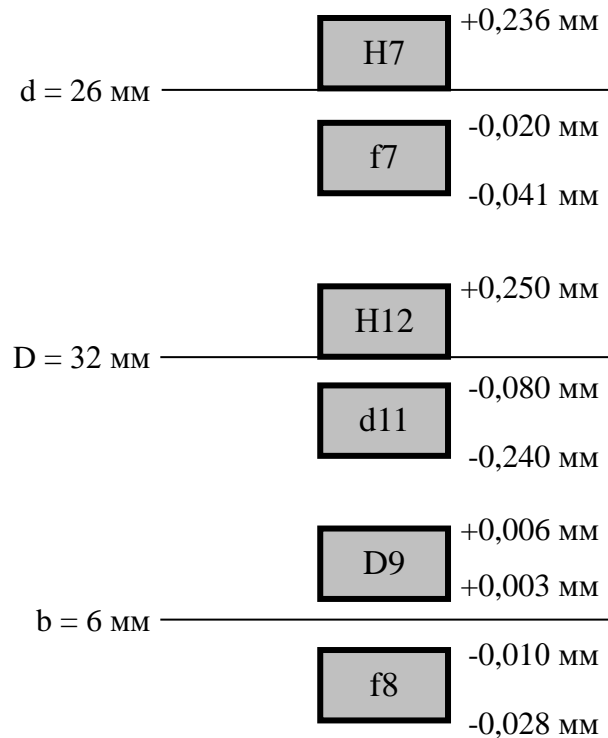 +0,236 мм
H7
d = 26 мм
-0,020 мм
f7
-0,041 мм
+0,250 мм
H12
D = 32 мм
-0,080 мм
d11
-0,240 мм
+0,006 мм
D9
+0,003 мм
b = 6 мм
-0,010 мм
f8
-0,028 мм